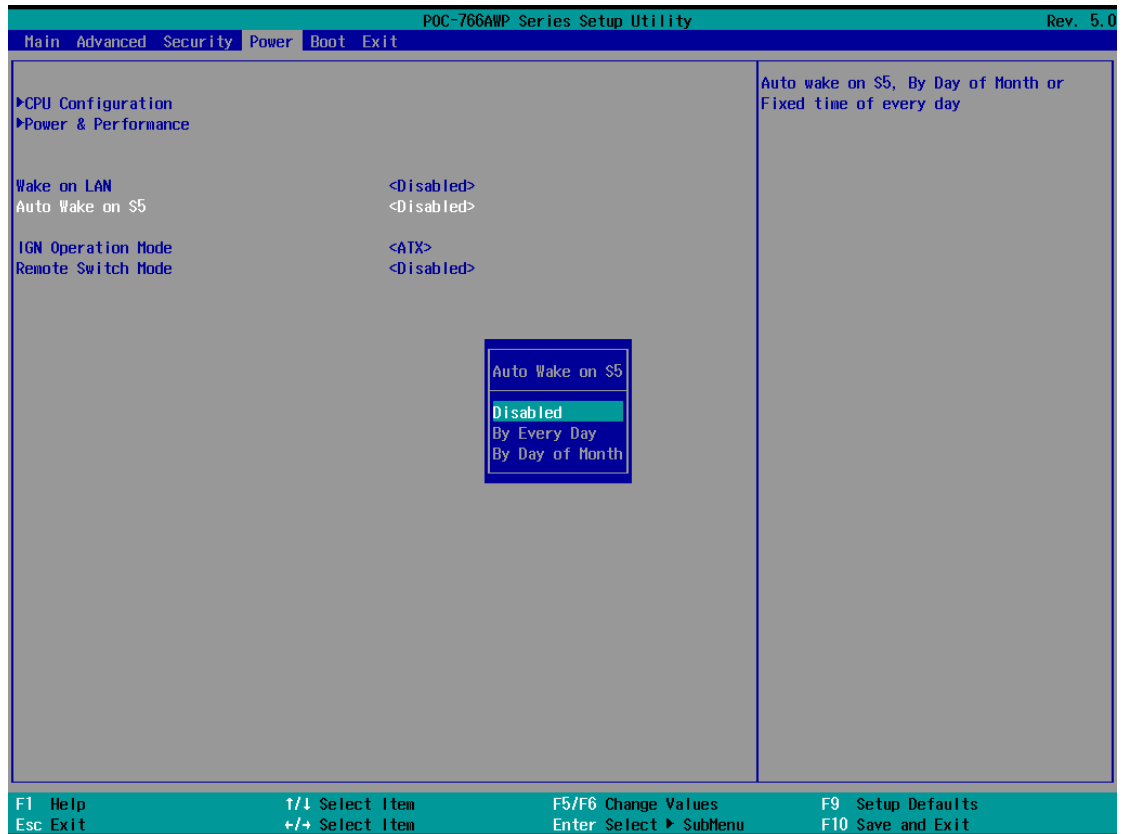 POC-766AWP Series Setup Utility Rev. 5.0
Main Advanced Security Power Boot Exit
Auto wake on S5, By Day of Month or
Fixed time of every day
▶CPU Configuration
▶Power & Performance
Wake on LAN <Disabled>
Auto Wake on S5 <Disabled>
IGN Operation Mode <ATX>
Remote Switch Mode <Disabled>
Auto Wake on S5
Disabled
By Every Day
By Day of Month
F1 Help ↑/↓ Select Item F5/F6 Change Values F9 Setup Defaults
Esc Exit ←/→ Select Item Enter Select ▶ SubMenu F10 Save and Exit